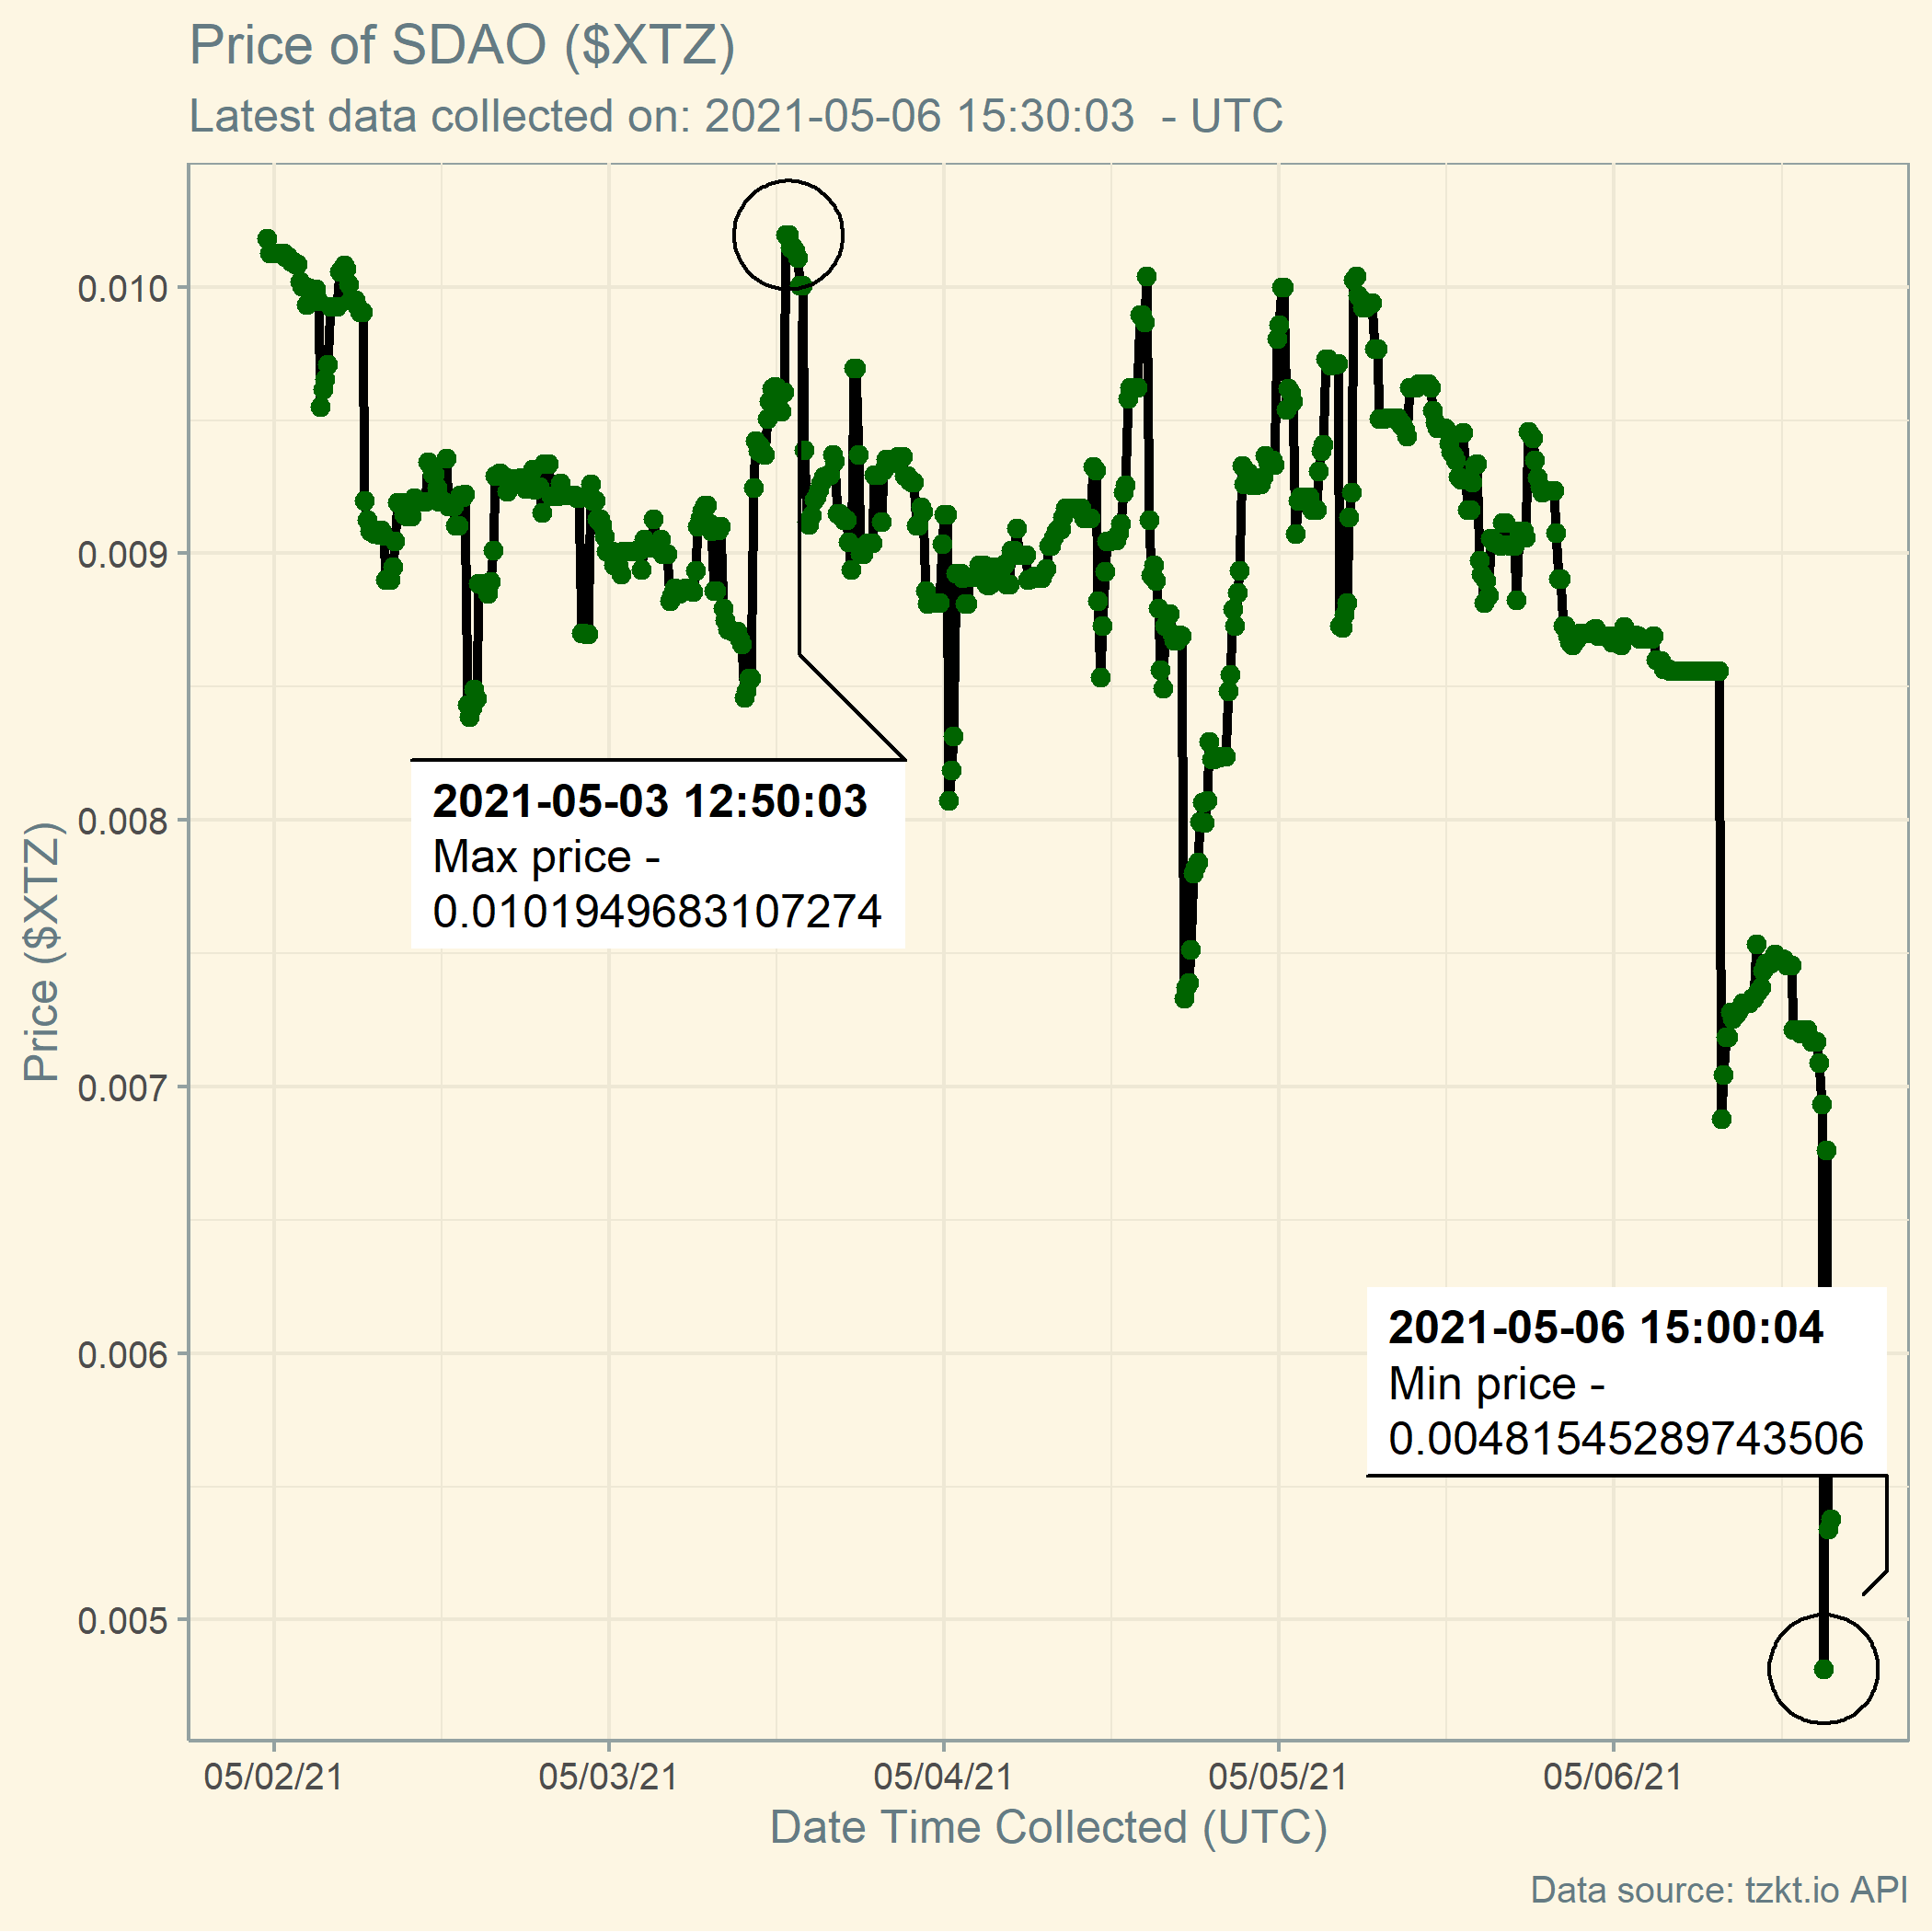 Price of SDAO ($XTZ)
Latest data collected on: 2021-05-06 15:30:03  - UTC
Price ($XTZ)
0.010
0.009
0.008
0.007
0.006
0.005
2021-05-03 12:50:03
Max price -
0.0101949683107274
2021-05-06 15:00:04
Min price -
0.00481545289743506
05/02/21
05/03/21
05/04/21
05/05/21
05/06/21
Date Time Collected (UTC)
Data source: tzkt.io API